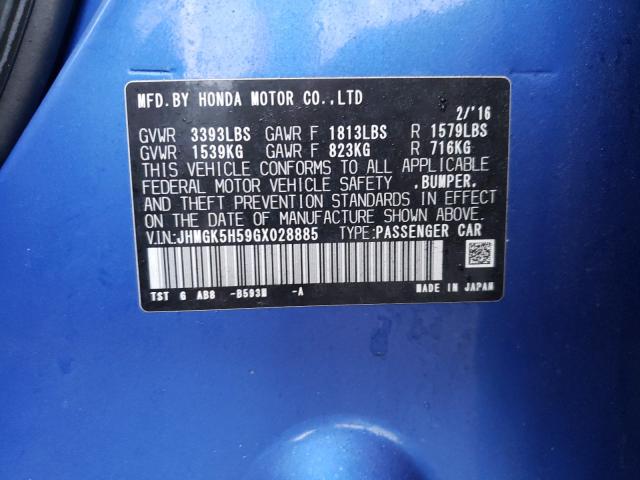 MFD.BY HONDA MOTOR CO.,LTD
2/'16
GVWR 3393LBS GAWR F 1813LBS R 1579LBS
GVWR 1539KG GAWR F 823KG R 716KG
THIS VEHICLE CONFORMS TO ALL APPLICABLE
FEDERAL MOTOR VEHICLE SAFETY ,BUMPER,
AND THEFT PREVENTION STANDARDS IN EFFECT
ON THE DATE OF MANUFACTURE SHOWN ABOVE.
V.I.N:JHMGK5H59GX028885 TYPE:PASSENGER CAR
TST G AB8 -B593M -A MADE IN JAPAN